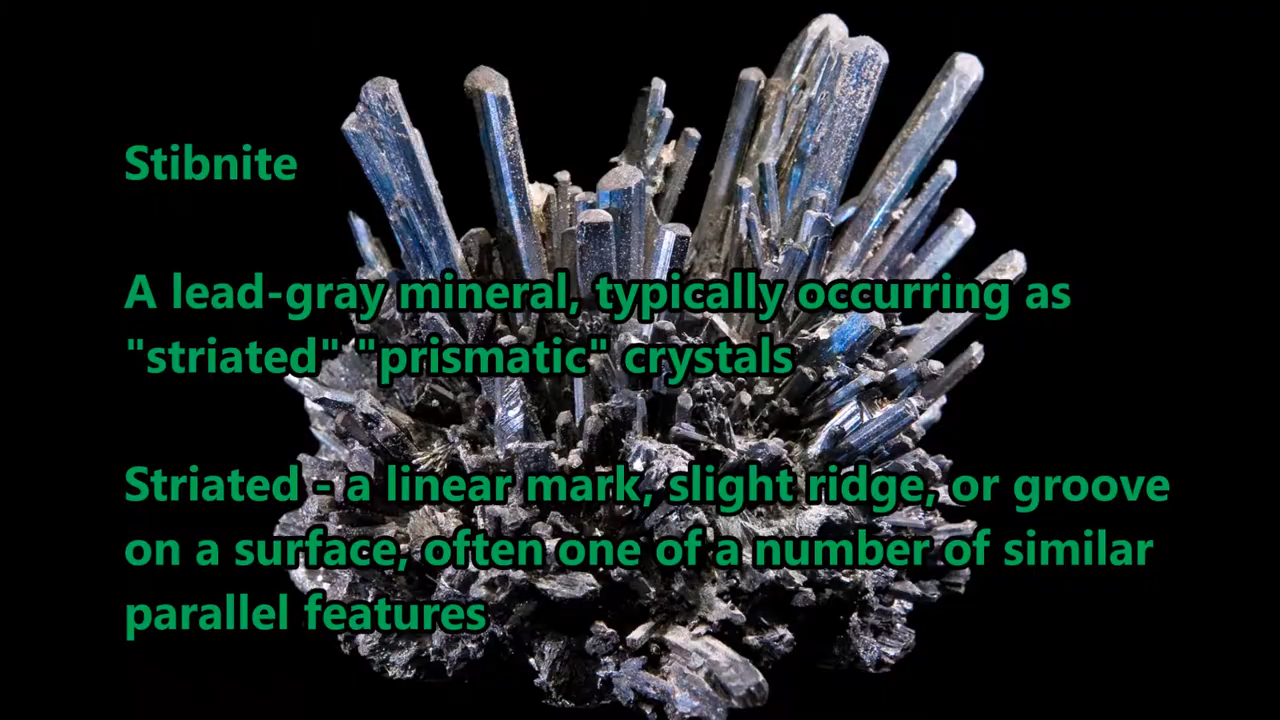 Stibnite
A lead-gray mineral, typically occurring as
"striated" "prismatic" crystals
Striated - a linear mark, slight ridge, or groove
on a surface, often one of a number of similar
parallel features